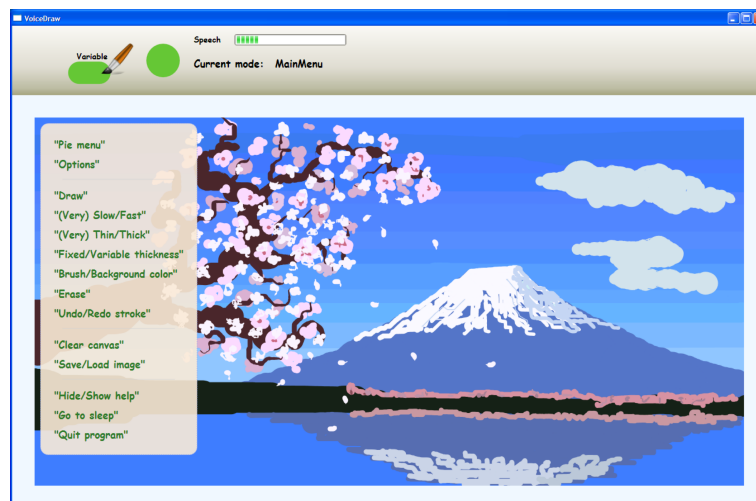 VoiceDraw
Speech
Variable
Current mode: MainMenu
"Pie menu"
"Options"
"Draw"
"(Very) Slow/Fast"
"(Very) Thin/Thick"
"Fixed/Variable thickness"
"Brush/Background color"
"Erase"
"Undo/Redo stroke"
"Clear canvas"
"Save/Load image"
"Hide/Show help"
"Go to sleep"
"Quit program"